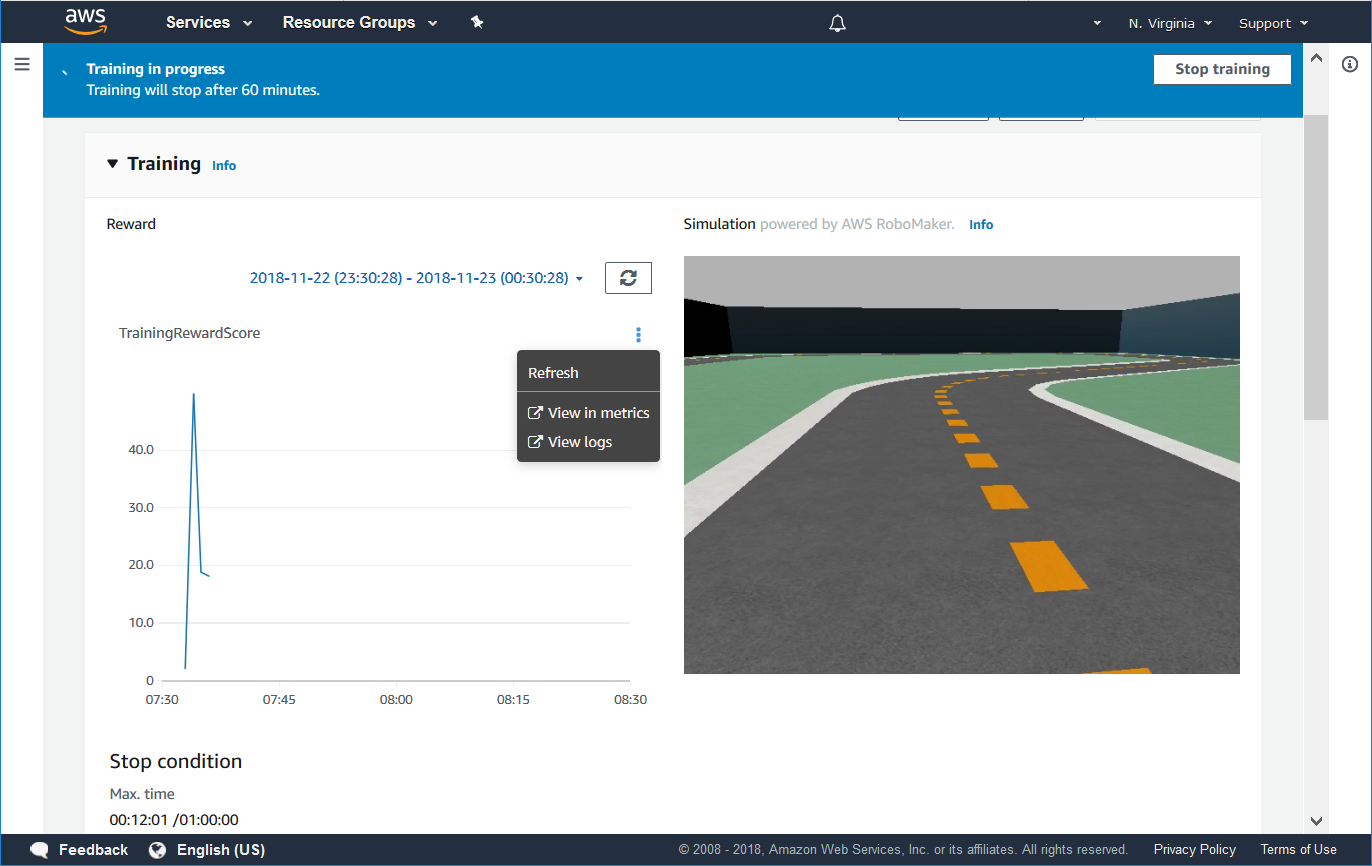 aws
Services
Resource Groups
N. Virginia
Support
Training in progress
Training will stop after 60 minutes.
Stop training
Training Info
Reward
2018-11-22 (23:30:28) - 2018-11-23 (00:30:28)
TrainingRewardScore
Refresh
View in metrics
View logs
40.0
30.0
20.0
10.0
0
07:30 07:45 08:00 08:15 08:30
Simulation powered by AWS RoboMaker. Info
Stop condition
Max. time
00:12:01 /01:00:00
Feedback
English (US)
© 2008 - 2018, Amazon Web Services, Inc. or its affiliates. All rights reserved.
Privacy Policy
Terms of Use